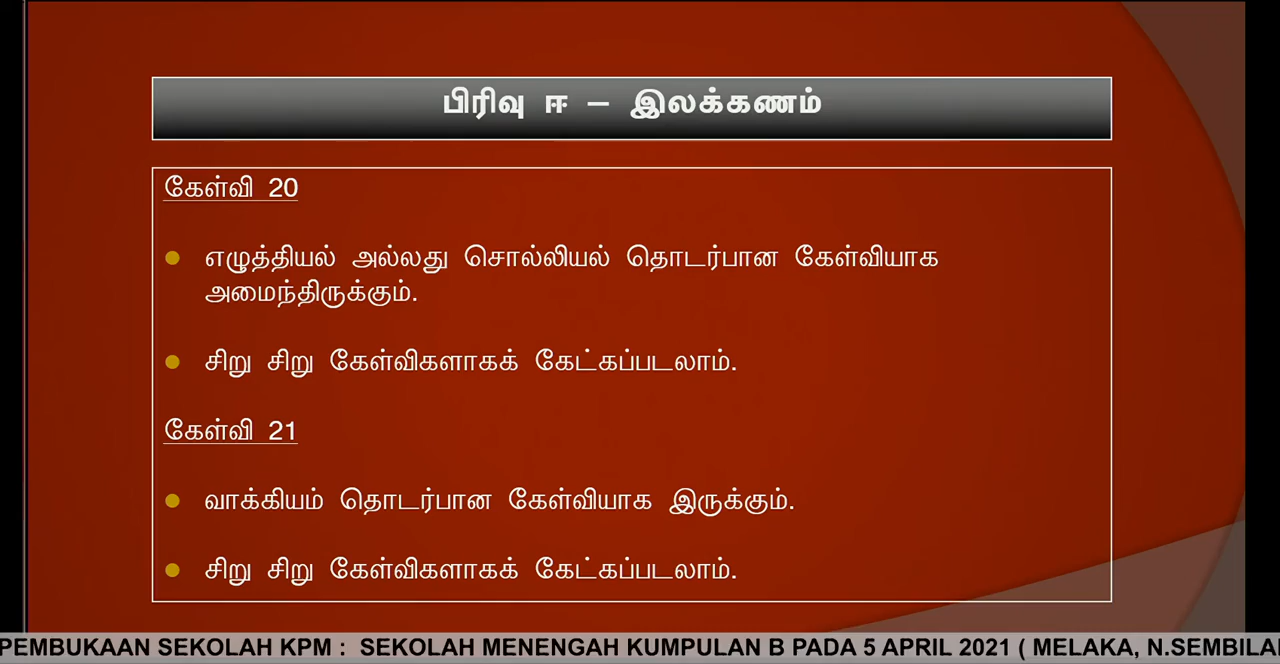 பிரிவு ஈ – இலக்கணம்
கேள்வி 20
எழுத்தியல் அல்லது சொல்லியல் தொடர்பான கேள்வியாக
அமைந்திருக்கும்.
சிறு சிறு கேள்விகளாகக் கேட்கப்படலாம்.
கேள்வி 21
வாக்கியம் தொடர்பான கேள்வியாக இருக்கும்.
சிறு சிறு கேள்விகளாகக் கேட்கப்படலாம்.
PEMBUKAAN SEKOLAH KPM : SEKOLAH MENENGAH KUMPULAN B PADA 5 APRIL 2021 ( MELAKA, N.SEMBILA